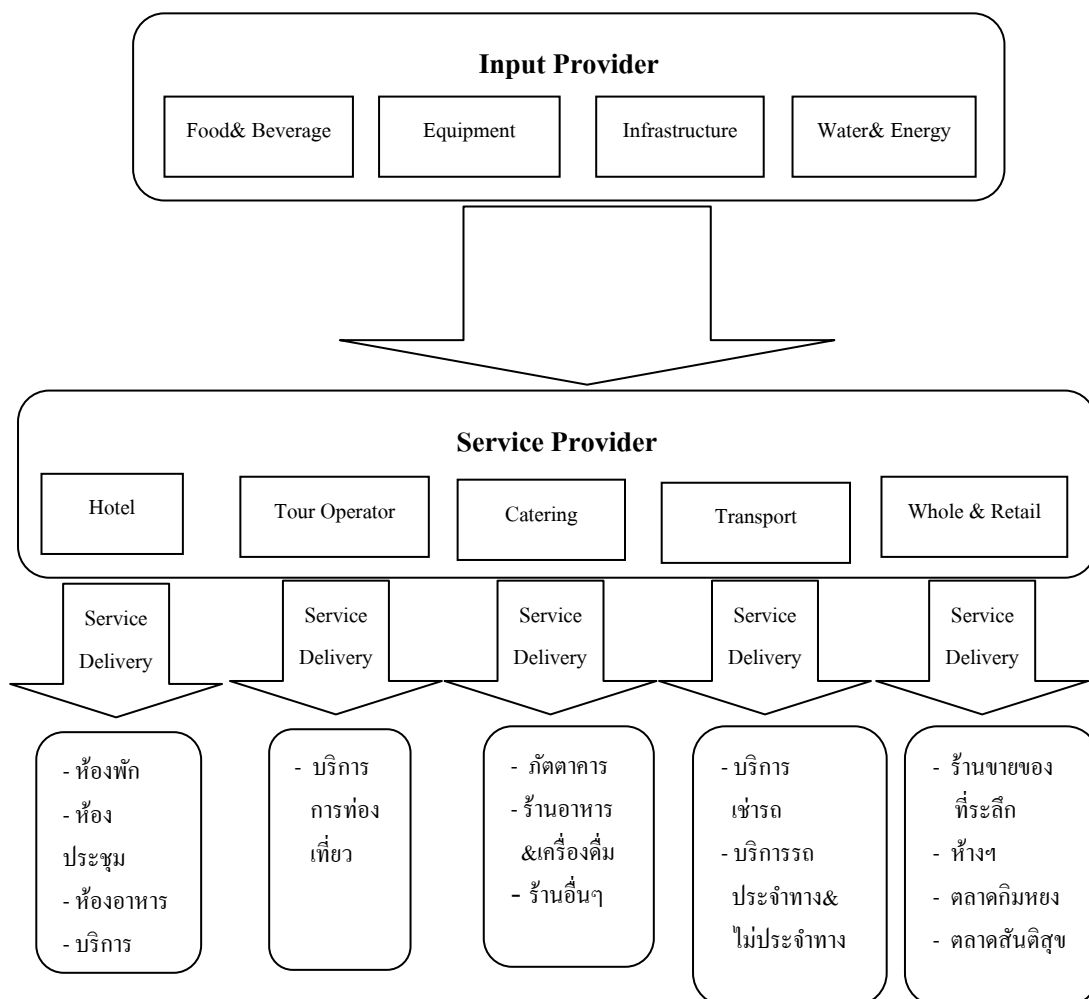 Input Provider
Food& Beverage
Equipment
Infrastructure
Water& Energy
Service Provider
Hotel
Tour Operator
Catering
Transport
Whole & Retail
Service
Delivery
Service
Delivery
Service
Delivery
Service
Delivery
Service
Delivery
- ห้องพัก
- ห้อง
ประชุม
- ห้องอาหาร
- บริการ
- บริการ
การท่อง
เที่ยว
- ภัตตาคาร
- ร้านอาหาร
&เครื่องดื่ม
- ร้านอื่นๆ
- บริการ
เช่ารถ
- บริการรถ
ประจำทาง&
ไม่ประจำทาง
- ร้านขายของ
ที่ระลึก
- ห้างฯ
- ตลาดกิมหยง
- ตลาดสันติสุข